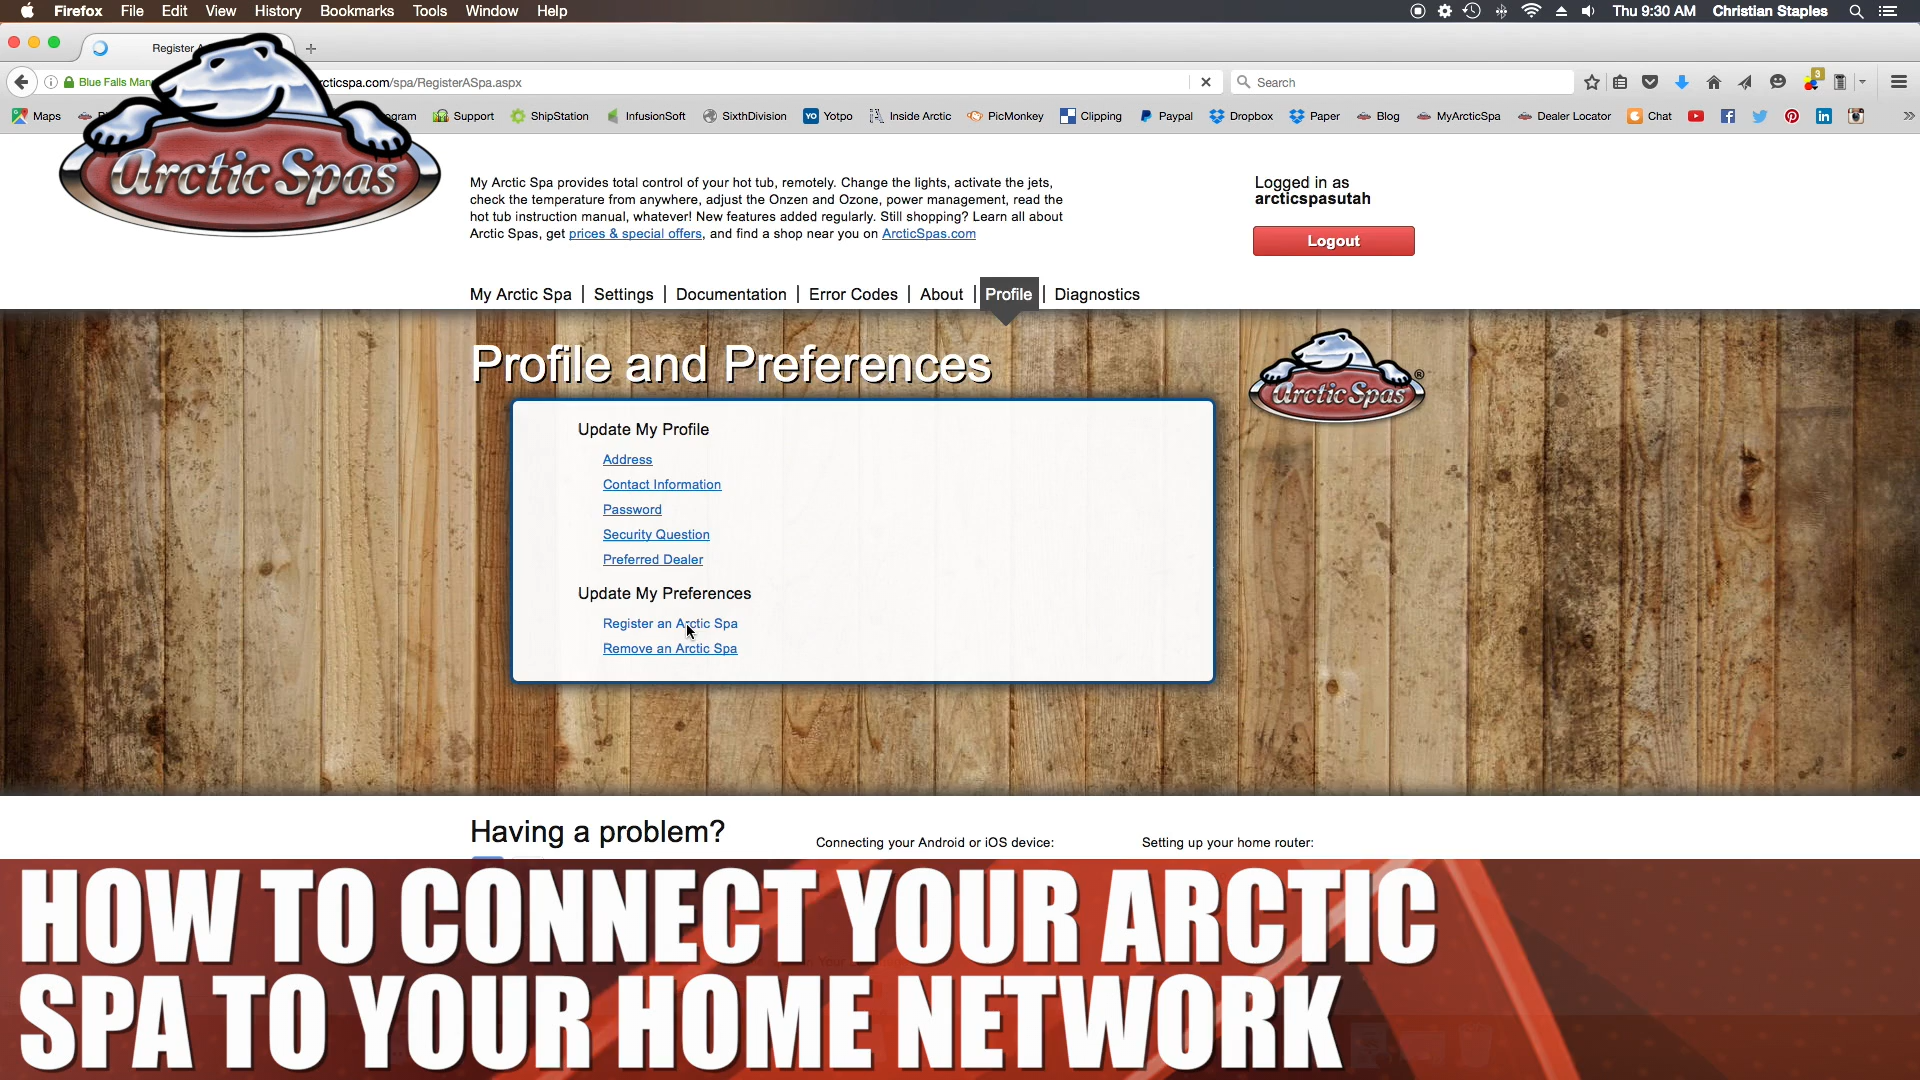 Firefox File Edit View History Bookmarks Tools Window Help
Thu 9:30 AM Christian Staples
Register
Blue Falls Man
rcticspa.com/spa/RegisterASpa.aspx
Search
3
Maps
gram Support ShipStation InfusionSoft SixthDivision Yotpo Inside Arctic PicMonkey Clipping Paypal Dropbox Paper Blog MyArcticSpa Dealer Locator Chat
Arctic Spas
My Arctic Spa provides total control of your hot tub, remotely. Change the lights, activate the jets,
check the temperature from anywhere, adjust the Onzen and Ozone, power management, read the
hot tub instruction manual, whatever! New features added regularly. Still shopping? Learn all about
Arctic Spas, get prices & special offers, and find a shop near you on ArcticSpas.com
Logged in as
arcticspasutah
Logout
My Arctic Spa | Settings | Documentation | Error Codes | About | Profile | Diagnostics
Profile and Preferences
Arctic Spas®
Update My Profile
Address
Contact Information
Password
Security Question
Preferred Dealer
Update My Preferences
Register an Arctic Spa
Remove an Arctic Spa
Having a problem?
Connecting your Android or iOS device:
Setting up your home router:
HOW TO CONNECT YOUR ARCTIC
SPA TO YOUR HOME NETWORK